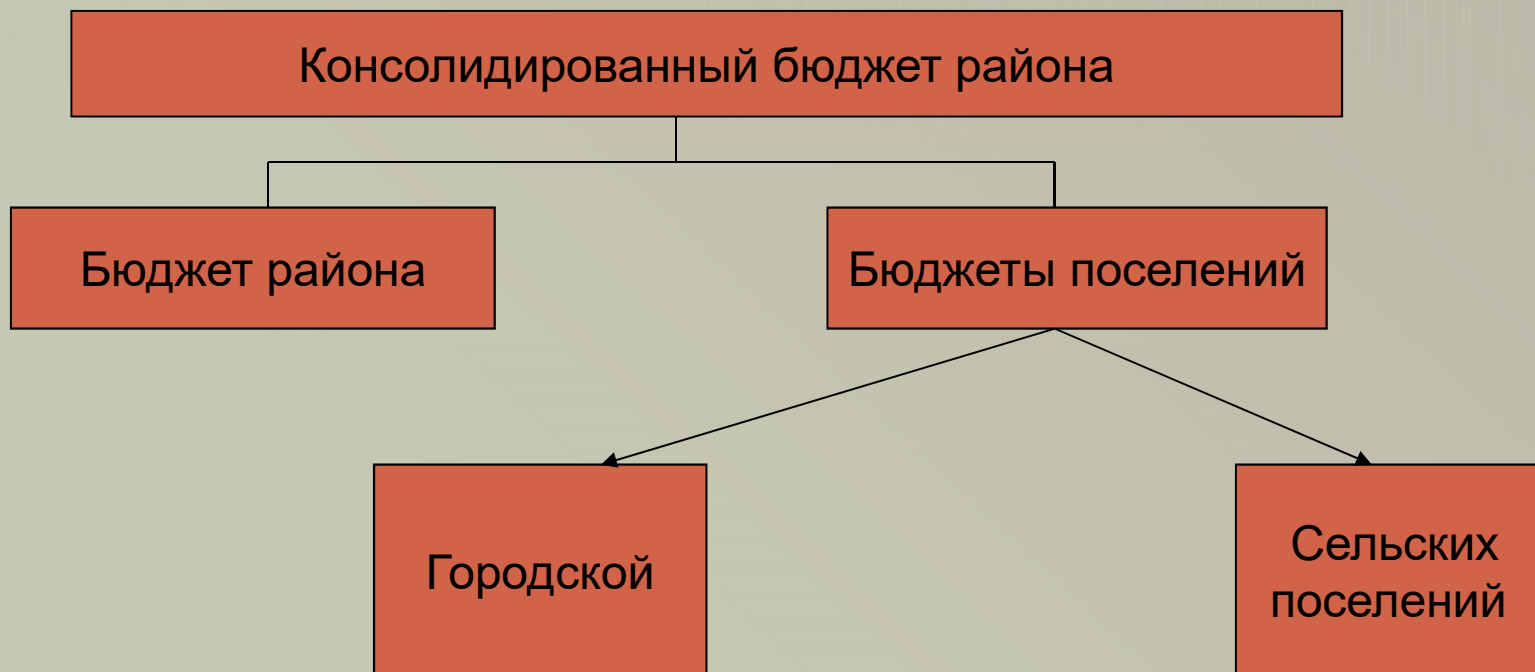 Консолидированный бюджет района
Бюджет района
Бюджеты поселений
Городской
Сельских
поселений